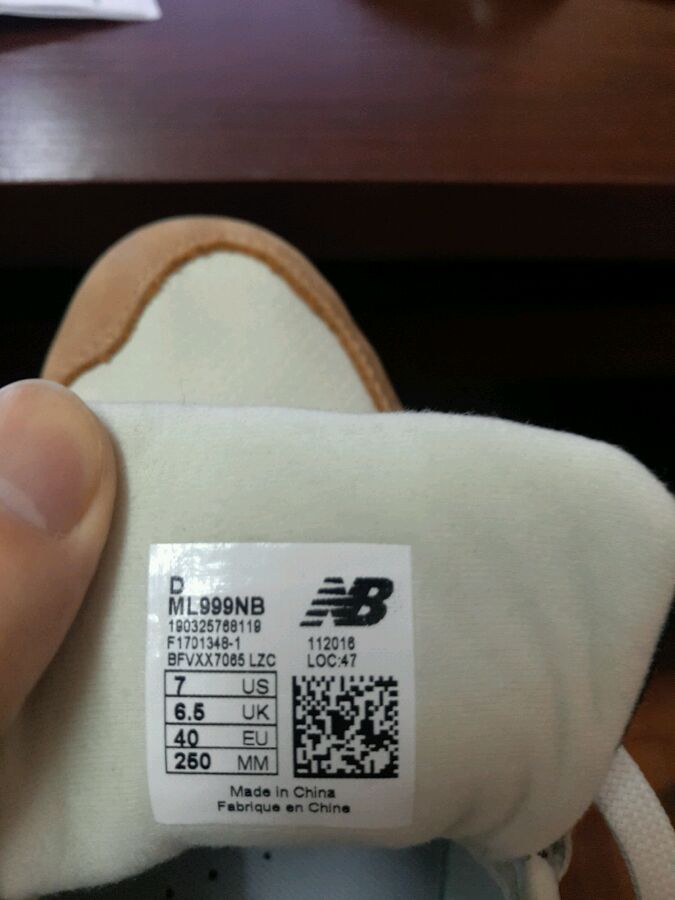 D
ML999NB
NB
190325768119
F1701348-1
112016
BFVXX7065 LZC
LOC:47
7 US
6.5 UK
40 EU
250 MM
Made in China
Fabrique en Chine